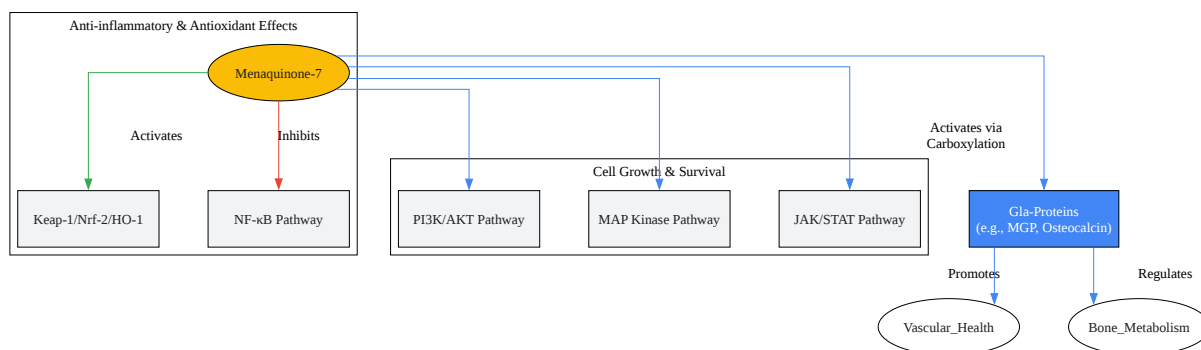 Anti-inflammatory & Antioxidant Effects
Menaquinone-7
Activates
Inhibits
Activates via
Carboxylation
Cell Growth & Survival
Keap-1/Nrf-2/HO-1
NF-κB Pathway
PI3K/AKT Pathway
MAP Kinase Pathway
JAK/STAT Pathway
Gla-Proteins
(e.g., MGP, Osteocalcin)
Promotes
Regulates
Vascular_Health
Bone_Metabolism